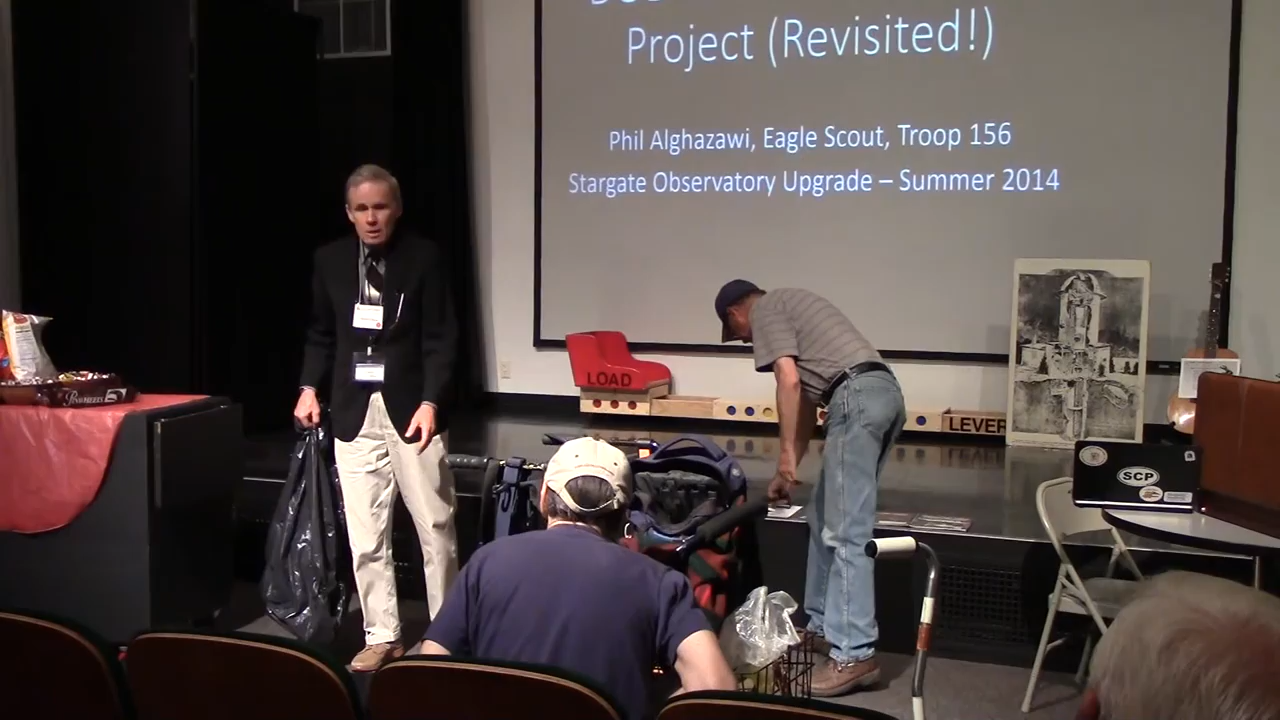 Project (Revisited!)
Phil Alghazawi, Eagle Scout, Troop 156
Stargate Observatory Upgrade – Summer 2014
LOAD
LEVER
SCP